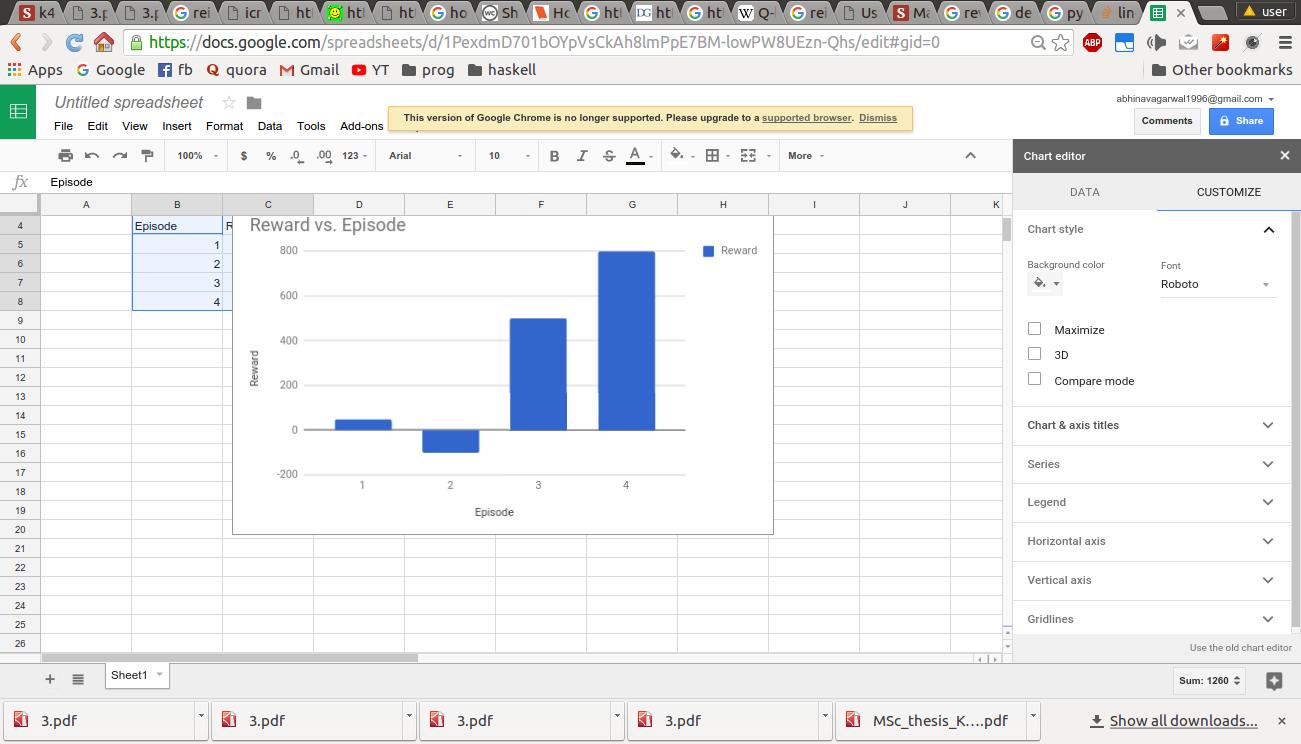 k4 3. 3. rei icr htt htt htt ho Sh Ho htt htt htt Q- rei Us Ma re de py lin user
https://docs.google.com/spreadsheets/d/1PexdmD701bOYpVsCkAh8lmPpE7BM-lowPW8UEzn-Qhs/edit#gid=0
Apps Google fb quora Gmail YT prog haskell Other bookmarks
Untitled spreadsheet
abhinavagarwal1996@gmail.com
File Edit View Insert Format Data Tools Add-ons
This version of Google Chrome is no longer supported. Please upgrade to a supported browser. Dismiss
Comments Share
100% $ % .0 .00 123 Arial 10 B I S A More
Chart editor
fx Episode
DATA CUSTOMIZE
A B C D E F G H I J K
4 Episode R
5 1
6 2
7 3
8 4
9
10
11
12
13
14
15
16
17
18
19
20
21
22
23
24
25
26
Reward vs. Episode
800
600
400
200
0
-200
Reward
1 2 3 4
Episode
Reward
Chart style
Background color
Font
Roboto
Maximize
3D
Compare mode
Chart & axis titles
Series
Legend
Horizontal axis
Vertical axis
Gridlines
Use the old chart editor
Sheet1
Sum: 1260
3.pdf 3.pdf 3.pdf 3.pdf MSc_thesis_K....pdf Show all downloads...